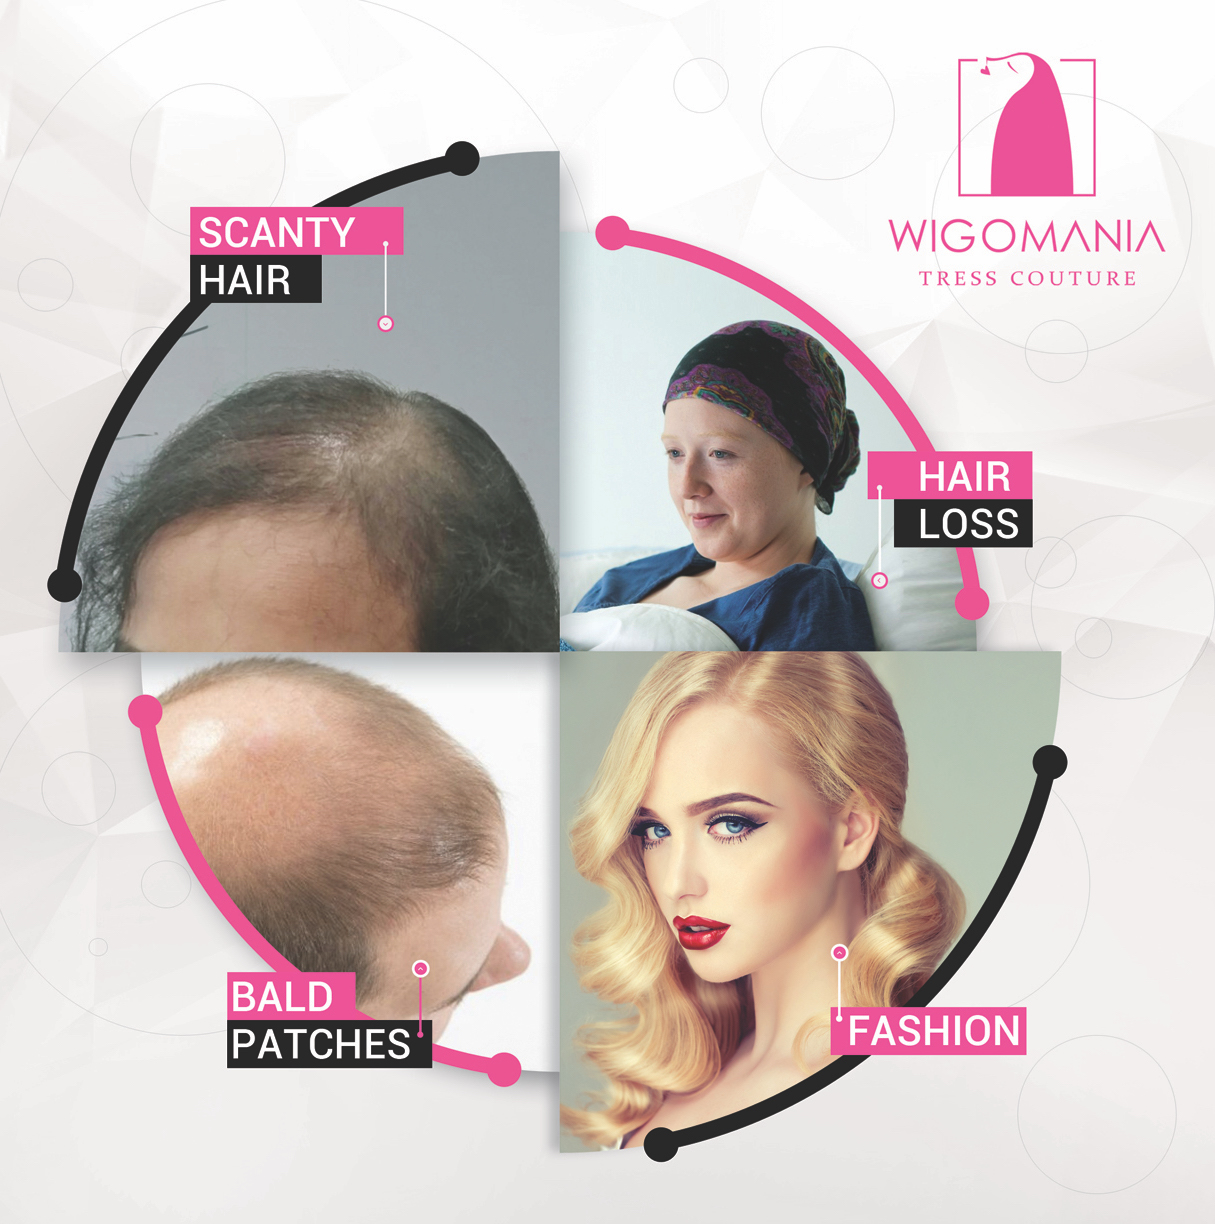 WIGOMANIA
TRESS COUTURE
SCANTY
HAIR
HAIR
LOSS
BALD
PATCHES
FASHION